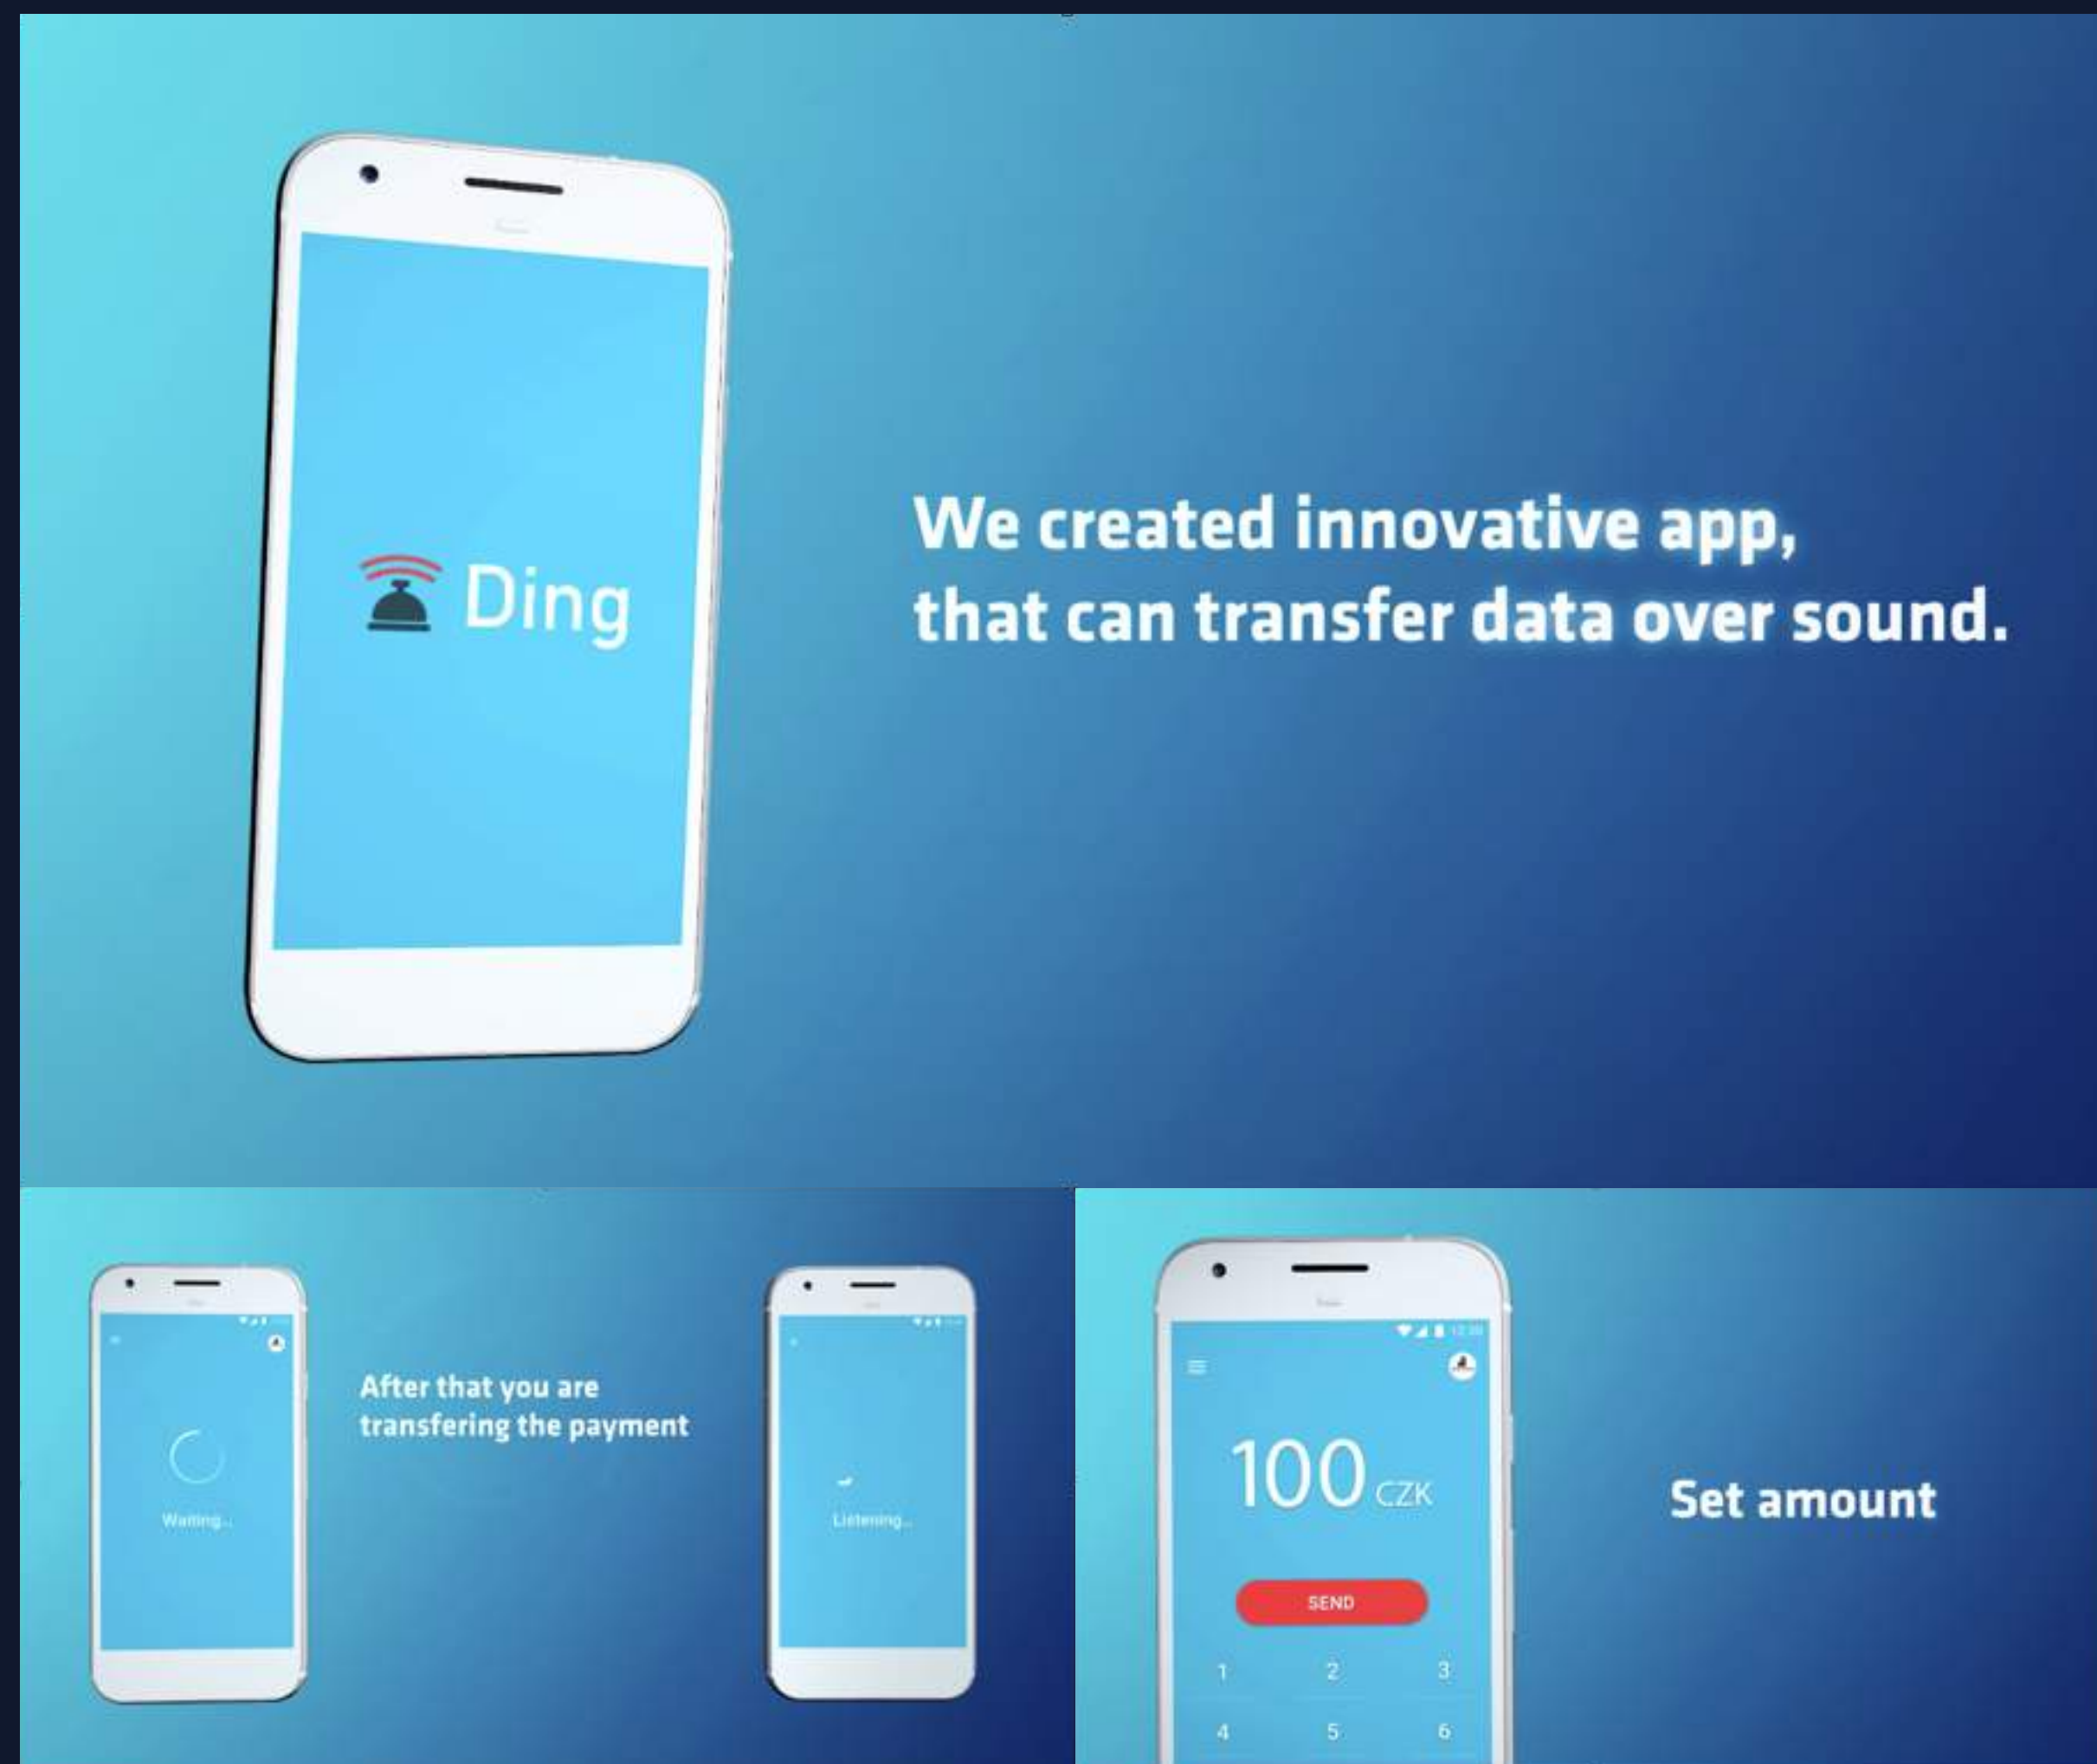 Ding
We created innovative app,
that can transfer data over sound.
After that you are
transfering the payment
Waiting...
Listening...
100 CZK
Set amount
SEND
1 2 3
4 5 6